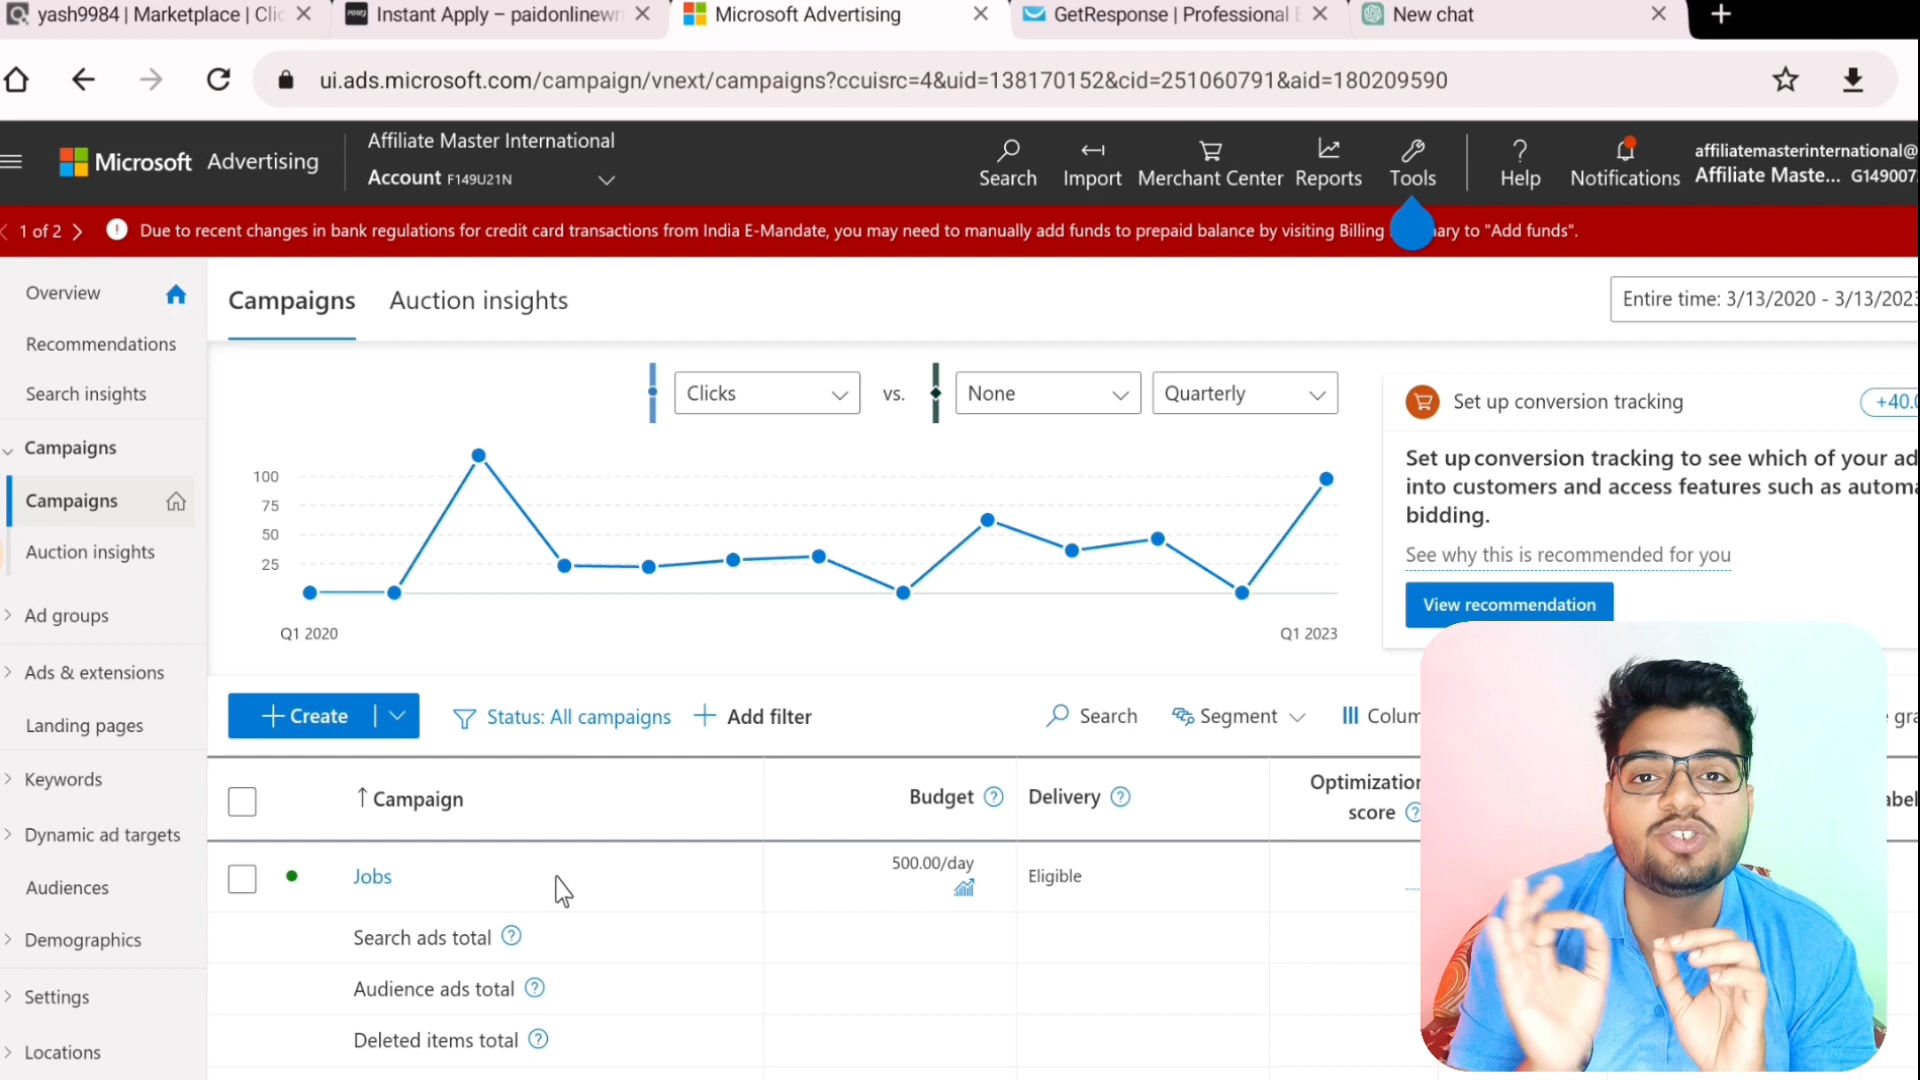 yash9984 | Marketplace | Clic
Instant Apply – paidonlinewr
Microsoft Advertising
GetResponse | Professional E
New chat
ui.ads.microsoft.com/campaign/vnext/campaigns?ccuisrc=4&uid=138170152&cid=251060791&aid=180209590
Microsoft Advertising
Affiliate Master International
Account F149U21N
Search
Import
Merchant Center
Reports
Tools
Help
Notifications
affiliatemasterinternational@
Affiliate Maste... G149007
1 of 2
Due to recent changes in bank regulations for credit card transactions from India E-Mandate, you may need to manually add funds to prepaid balance by visiting Billing mary to "Add funds".
Overview
Recommendations
Search insights
Campaigns
Campaigns
Auction insights
Ad groups
Ads & extensions
Landing pages
Keywords
Dynamic ad targets
Audiences
Demographics
Settings
Locations
Campaigns
Auction insights
Entire time: 3/13/2020 - 3/13/2023
Clicks
vs.
None
Quarterly
100
75
50
25
Q1 2020
Q1 2023
Set up conversion tracking
+40.0
Set up conversion tracking to see which of your ad
into customers and access features such as automa
bidding.
See why this is recommended for you
View recommendation
+ Create
Status: All campaigns
+ Add filter
Search
Segment
Colum
e gra
↑ Campaign
Budget
Delivery
Optimization
score
abel
Jobs
500.00/day
Eligible
Search ads total
Audience ads total
Deleted items total